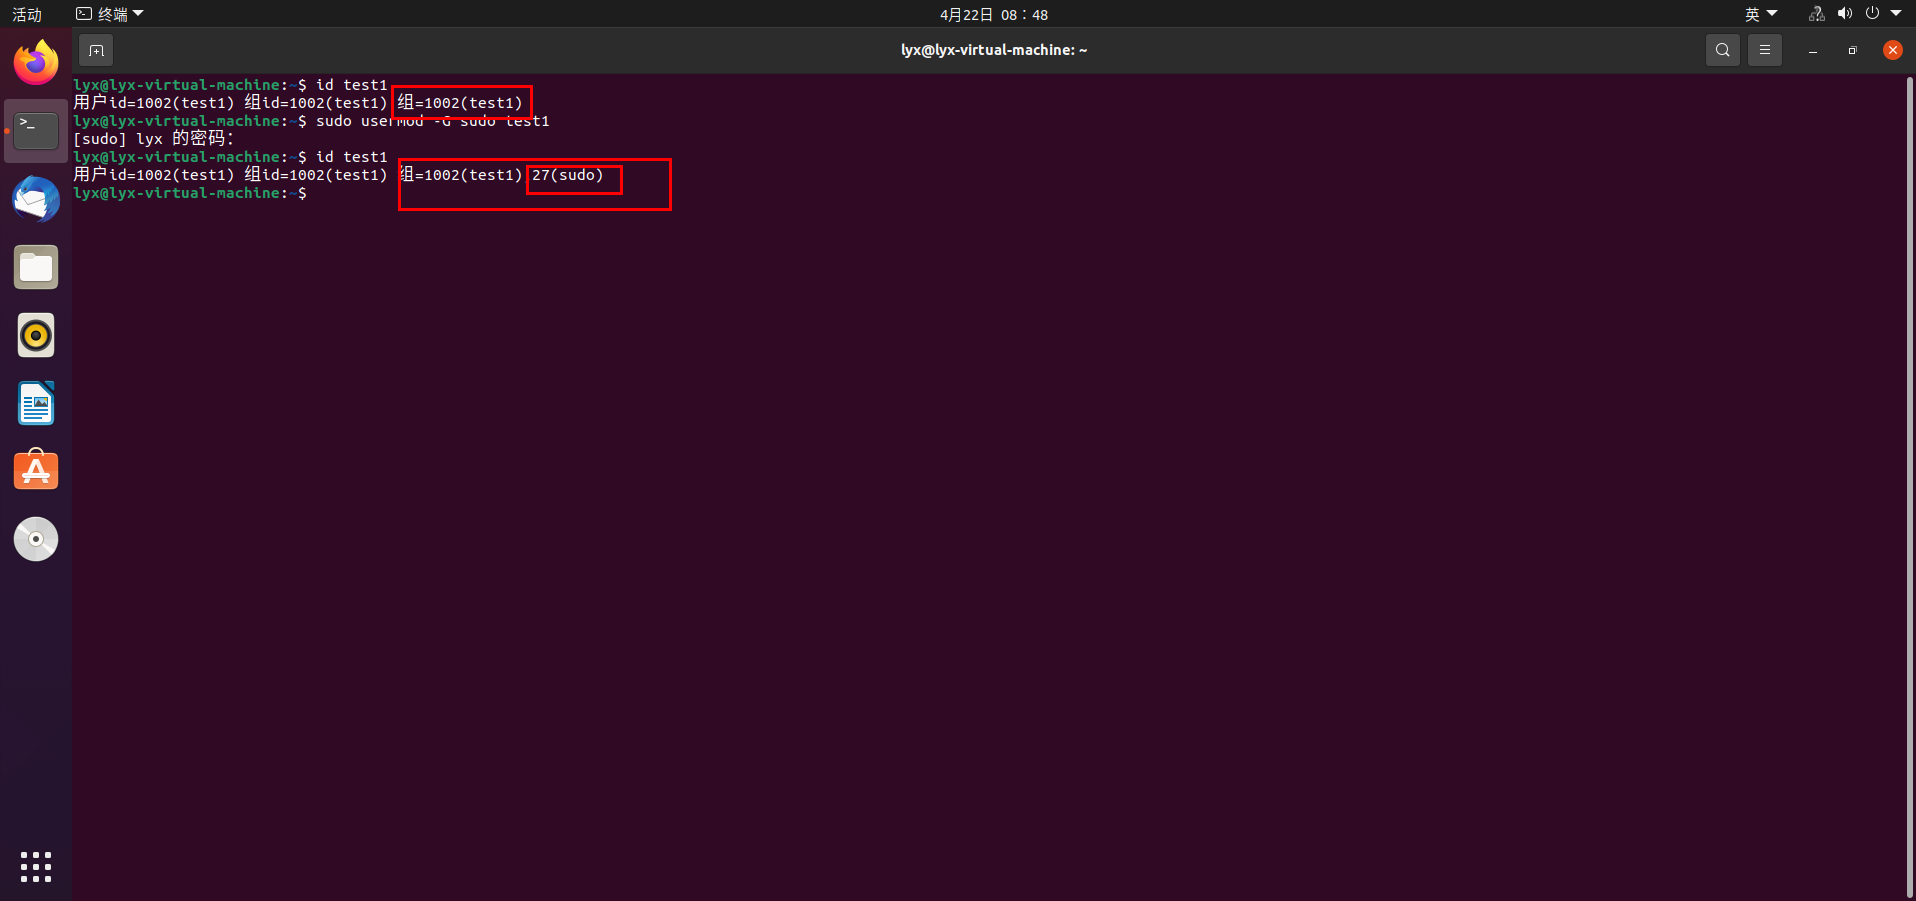 活动 终端 4月22日 08：48 英
lyx@lyx-virtual-machine: ~
lyx@lyx-virtual-machine:~$ id test1
用户id=1002(test1) 组id=1002(test1) 组=1002(test1)
lyx@lyx-virtual-machine:~$ sudo usermod -G sudo test1
[sudo] lyx 的密码：
lyx@lyx-virtual-machine:~$ id test1
用户id=1002(test1) 组id=1002(test1) 组=1002(test1),27(sudo)
lyx@lyx-virtual-machine:~$